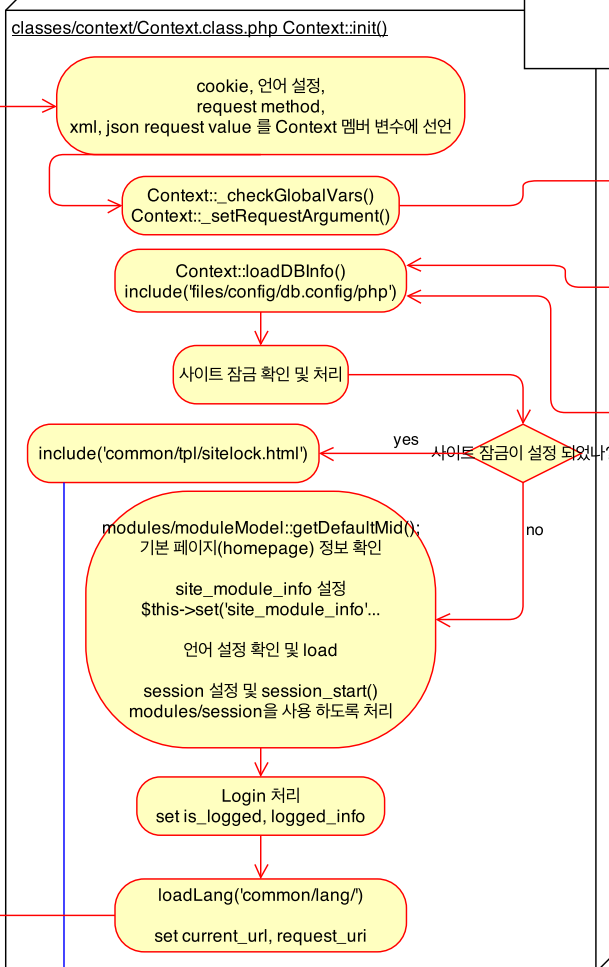 classes/context/Context.class.php Context::init()
cookie, 언어 설정,
request method,
xml, json request value 를 Context 멤버 변수에 선언
Context::_checkGlobalVars()
Context::_setRequestArgument()
Context::loadDBInfo()
include('files/config/db.config/php')
사이트 잠금 확인 및 처리
yes
include('common/tpl/sitelock.html')
사이트 잠금이 설정 되었나?
no
modules/moduleModel::getDefaultMid();
기본 페이지(homepage) 정보 확인
site_module_info 설정
$this->set('site_module_info'...
언어 설정 확인 및 load
session 설정 및 session_start()
modules/session을 사용 하도록 처리
Login 처리
set is_logged, logged_info
loadLang('common/lang/')
set current_url, request_uri